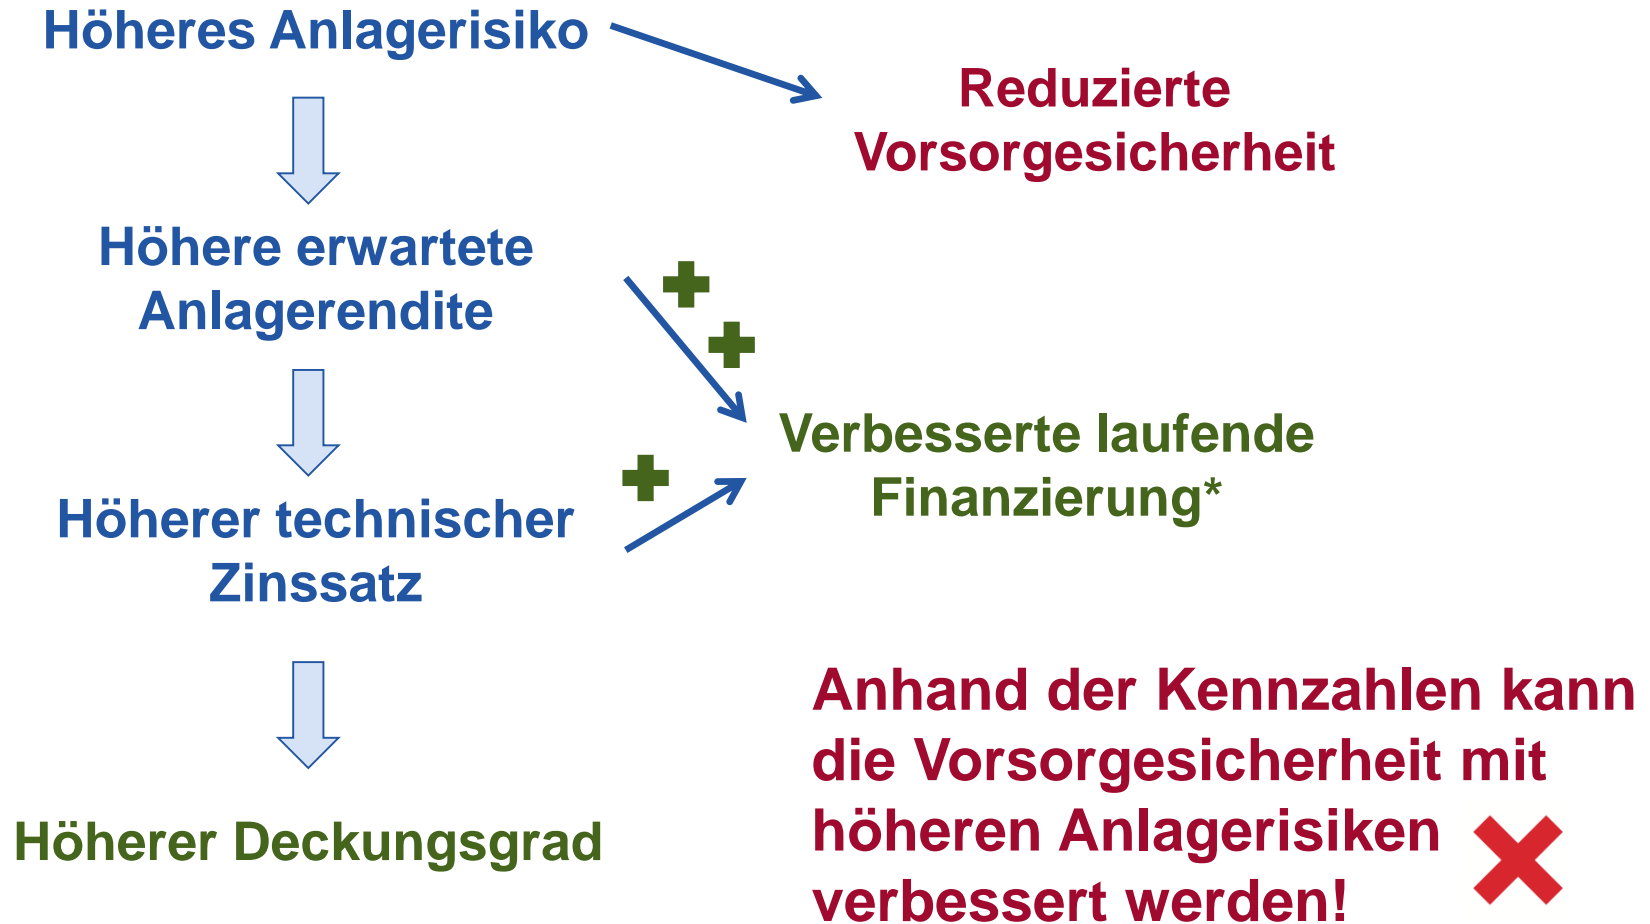 Höheres Anlagerisiko
Reduzierte
Vorsorgesicherheit
Höhere erwartete
Anlagerendite
Verbesserte laufende
Finanzierung*
Höherer technischer
Zinssatz
Höherer Deckungsgrad
Anhand der Kennzahlen kann
die Vorsorgesicherheit mit
höheren Anlagerisiken
verbessert werden!